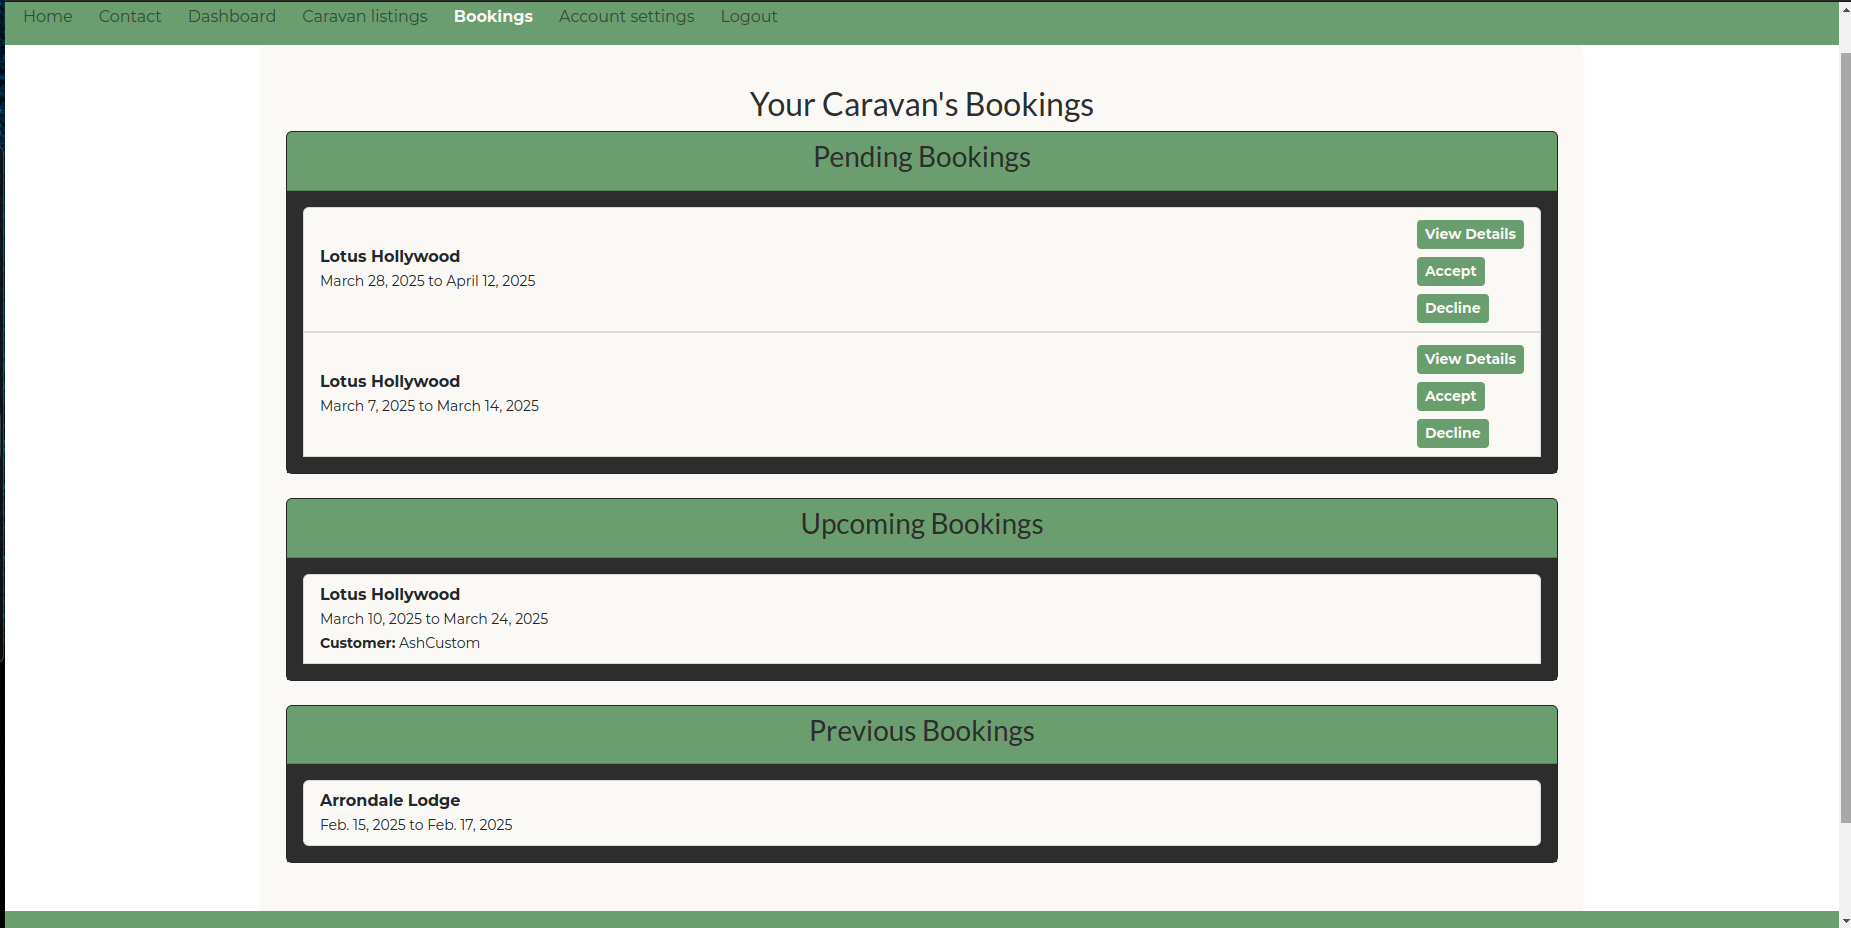 Home Contact Dashboard Caravan listings Bookings Account settings Logout
Your Caravan's Bookings
Pending Bookings
Lotus Hollywood
March 28, 2025 to April 12, 2025
View Details
Accept
Decline
Lotus Hollywood
March 7, 2025 to March 14, 2025
View Details
Accept
Decline
Upcoming Bookings
Lotus Hollywood
March 10, 2025 to March 24, 2025
Customer: AshCustom
Previous Bookings
Arrondale Lodge
Feb. 15, 2025 to Feb. 17, 2025